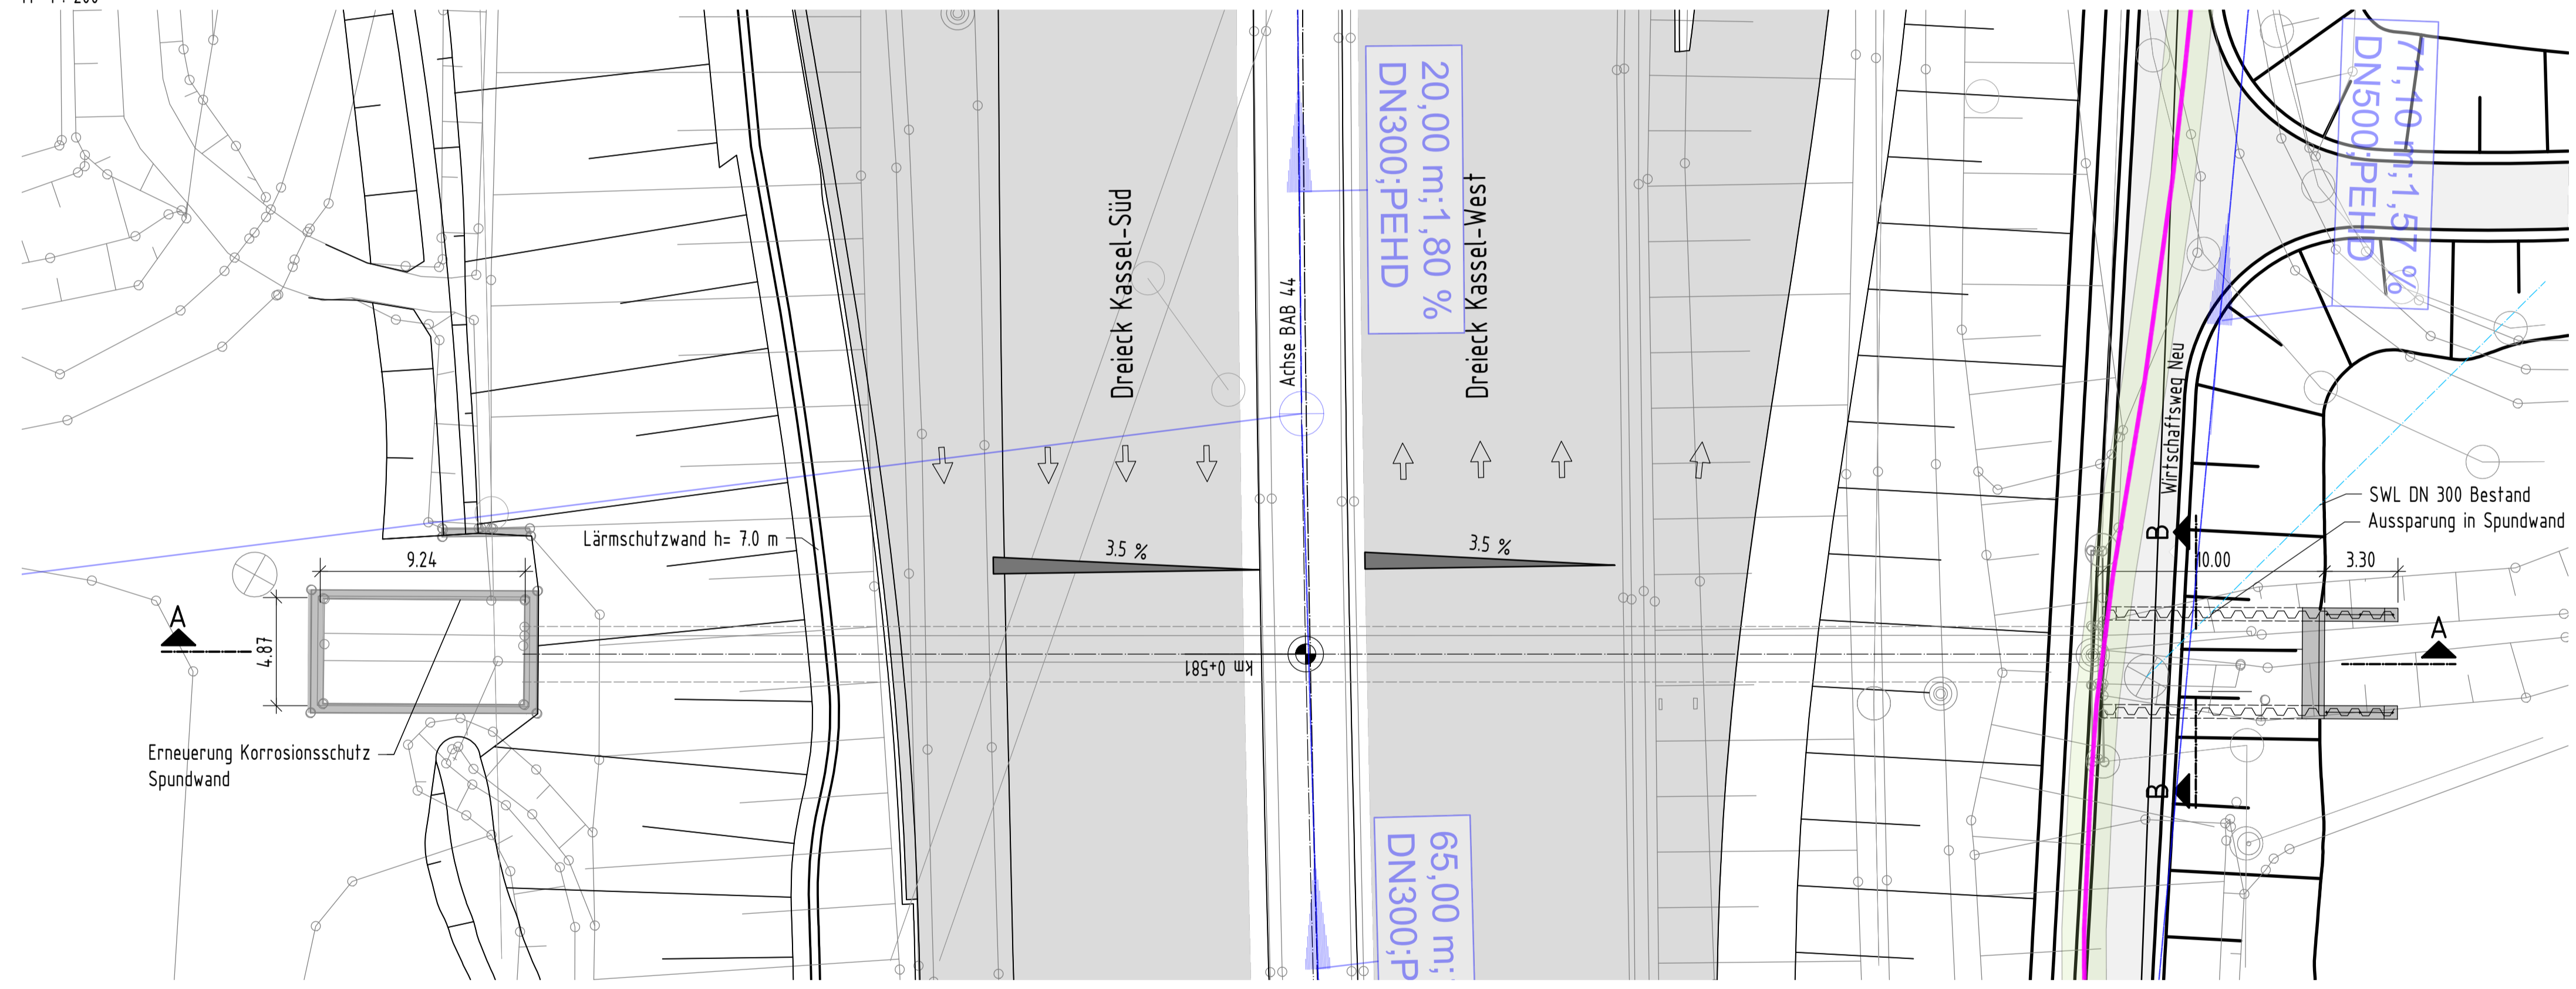 20,00 m;1,80 %
DN300;PEHD
71,10 m;1,57 %
DN500;PEHD
Dreieck Kassel-Süd
Achse BAB 44
Dreieck Kassel-West
Wirtschaftsweg Neu
SWL DN 300 Bestand
Aussparung in Spundwand
Lärmschutzwand h= 7.0 m
3.5 %
3.5 %
B
10.00
3.30
9.24
A
4.87
A
km 0+581
Erneuerung Korrosionsschutz
Spundwand
B
65,00 m;
DN300;P